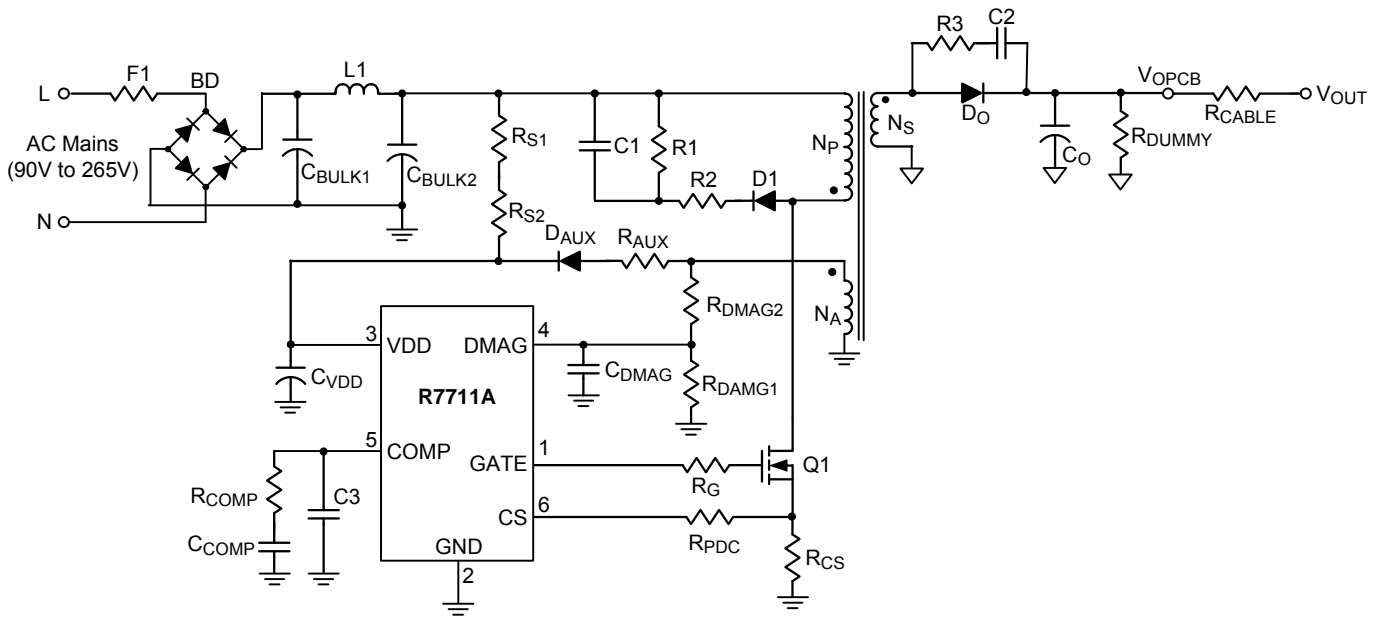 R3
C2
F1
BD
L1
L
VOPCB
VOUT
RCABLE
AC Mains
(90V to 265V)
CBULK1
CBULK2
RS1
C1
R1
NP
NS
DO
CO
RDUMMY
R2
D1
N
RS2
DAUX
RAUX
RDMAG2
NA
3
VDD
DMAG
4
CVDD
CDMAG
RDAMG1
R7711A
5
COMP
GATE
1
RG
Q1
RCOMP
C3
CS
6
RPDC
CCOMP
GND
2
RCS